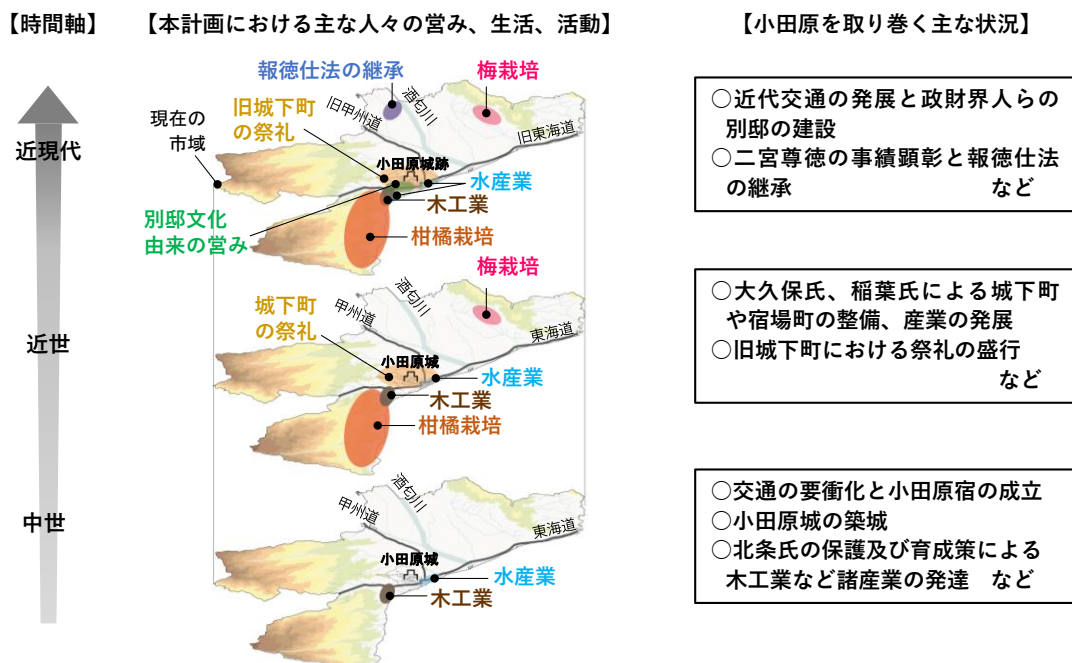 【時間軸】
【本計画における主な人々の営み、生活、活動】
【小田原を取り巻く主な状況】
近現代
現在の
市域
報徳仕法の継承
梅栽培
旧城下町
の祭礼
旧甲州道
酒匂川
旧東海道
小田原城跡
水産業
木工業
別邸文化
由来の営み
柑橘栽培
○近代交通の発展と政財界人らの
別邸の建設
○二宮尊徳の事績顕彰と報徳仕法
の継承 など
近世
梅栽培
城下町
の祭礼
甲州道
酒匂川
東海道
小田原城
水産業
木工業
柑橘栽培
○大久保氏、稲葉氏による城下町
や宿場町の整備、産業の発展
○旧城下町における祭礼の盛行
など
中世
甲州道
酒匂川
東海道
小田原城
水産業
木工業
○交通の要衝化と小田原宿の成立
○小田原城の築城
○北条氏の保護及び育成策による
木工業など諸産業の発達 など